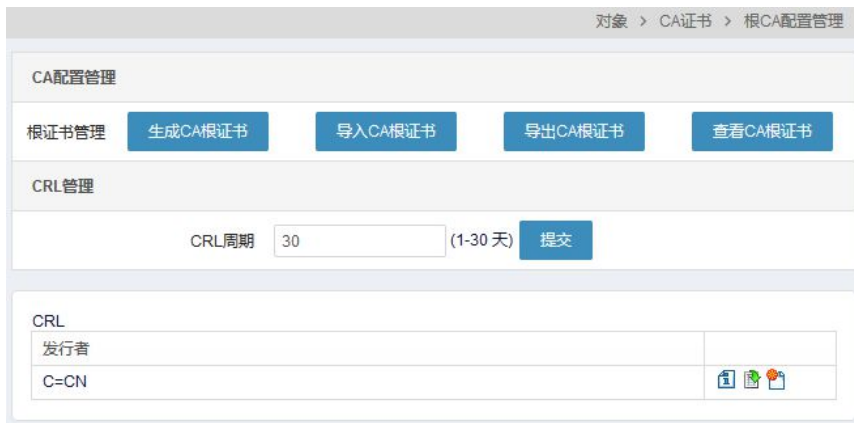 对象 > CA证书 > 根CA配置管理
CA配置管理
根证书管理 生成CA根证书 导入CA根证书 导出CA根证书 查看CA根证书
CRL管理
CRL周期 30 (1-30 天) 提交
CRL
发行者
C=CN